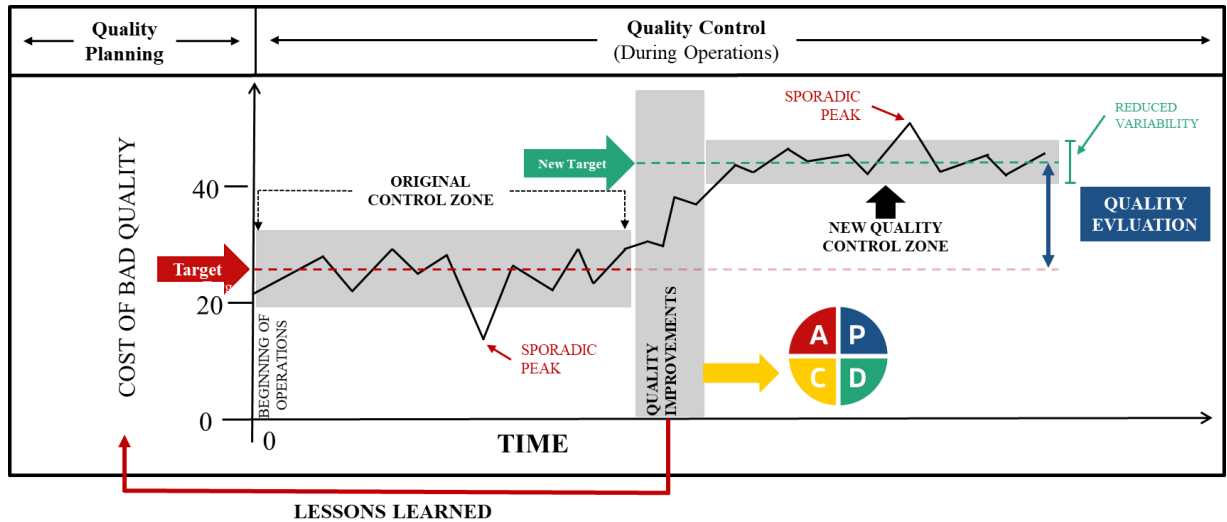 Quality
Planning
Quality Control
(During Operations)
SPORADIC
PEAK
REDUCED
VARIABILITY
New Target
40
ORIGINAL
CONTROL ZONE
QUALITY
EVLUATION
NEW QUALITY
CONTROL ZONE
Target
20
COST OF BAD QUALITY
BEGINNING OF
OPERATIONS
SPORADIC
PEAK
QUALITY
IMPROVEMENTS
A P
C D
0
0
TIME
LESSONS LEARNED